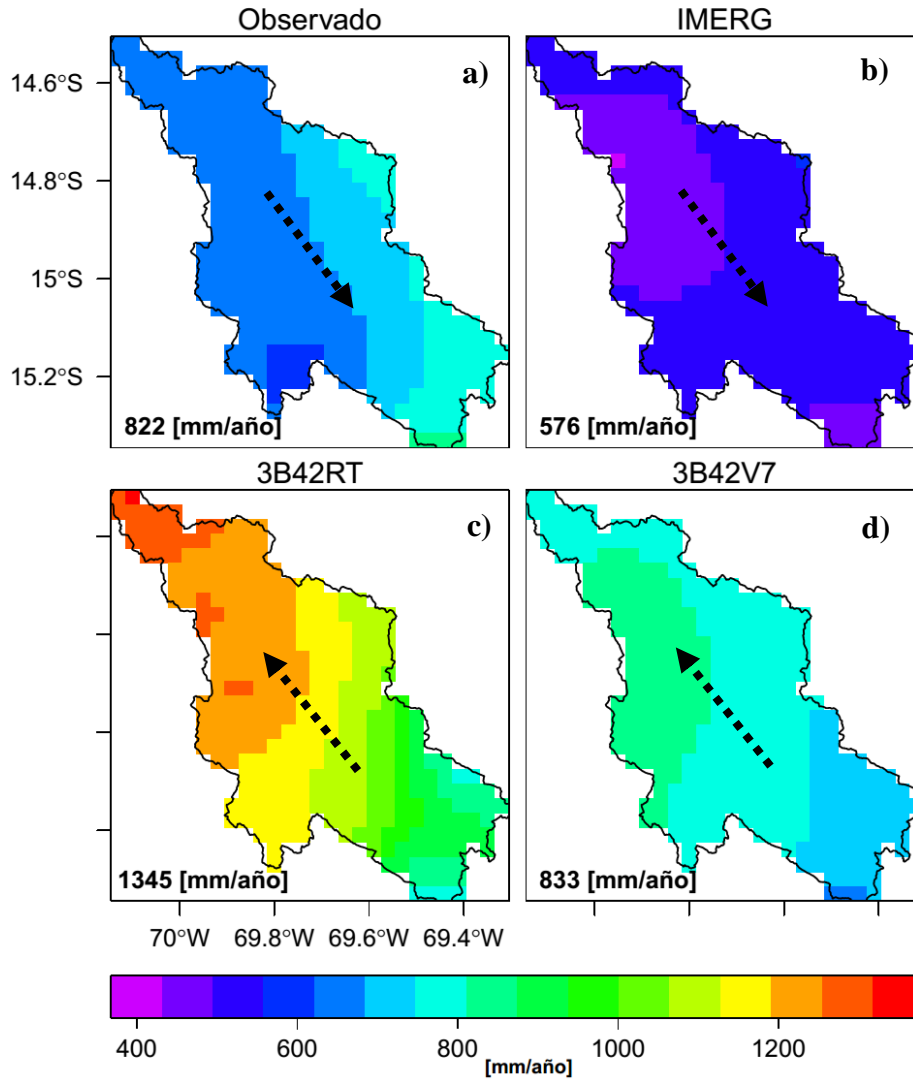 Observado
IMERG
a)
b)
14.6°S
14.8°S
15°S
15.2°S
822 [mm/año]
576 [mm/año]
3B42RT
3B42V7
c)
d)
1345 [mm/año]
833 [mm/año]
70°W 69.8°W 69.6°W 69.4°W
400 600 800 1000 1200
[mm/año]